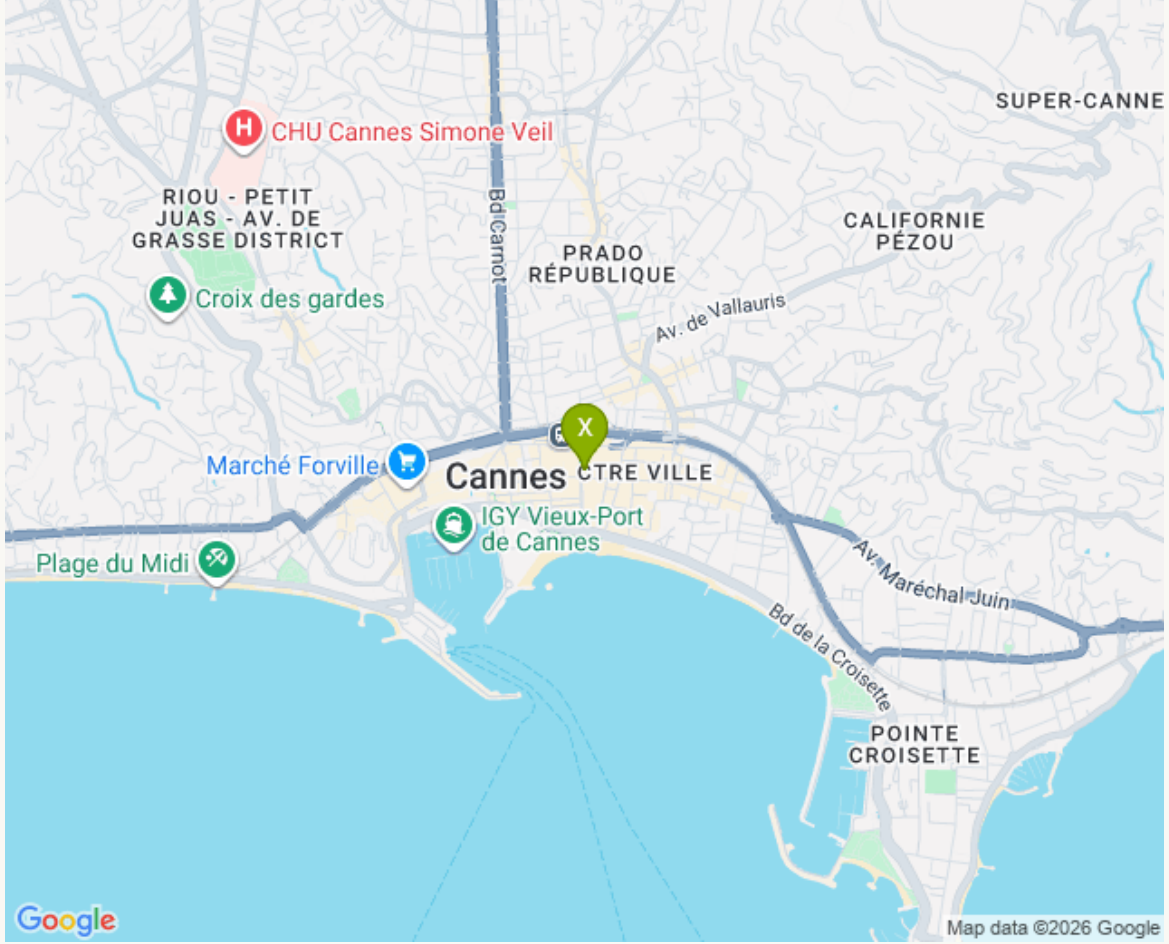 SUPER-CANNE
H
CHU Cannes Simone Veil
RIOU - PETIT
JUAS - AV. DE
GRASSE DISTRICT
Bd Carnot
CALIFORNIE
PÉZOU
PRADO
RÉPUBLIQUE
Croix des gardes
Av. de Vallauris
X
Marché Forville
Cannes
CTRE VILLE
IGY Vieux-Port
de Cannes
Plage du Midi
Av. Maréchal Juin
Bd de la Croisette
POINTE
CROISETTE
Google
Map data ©2026 Google